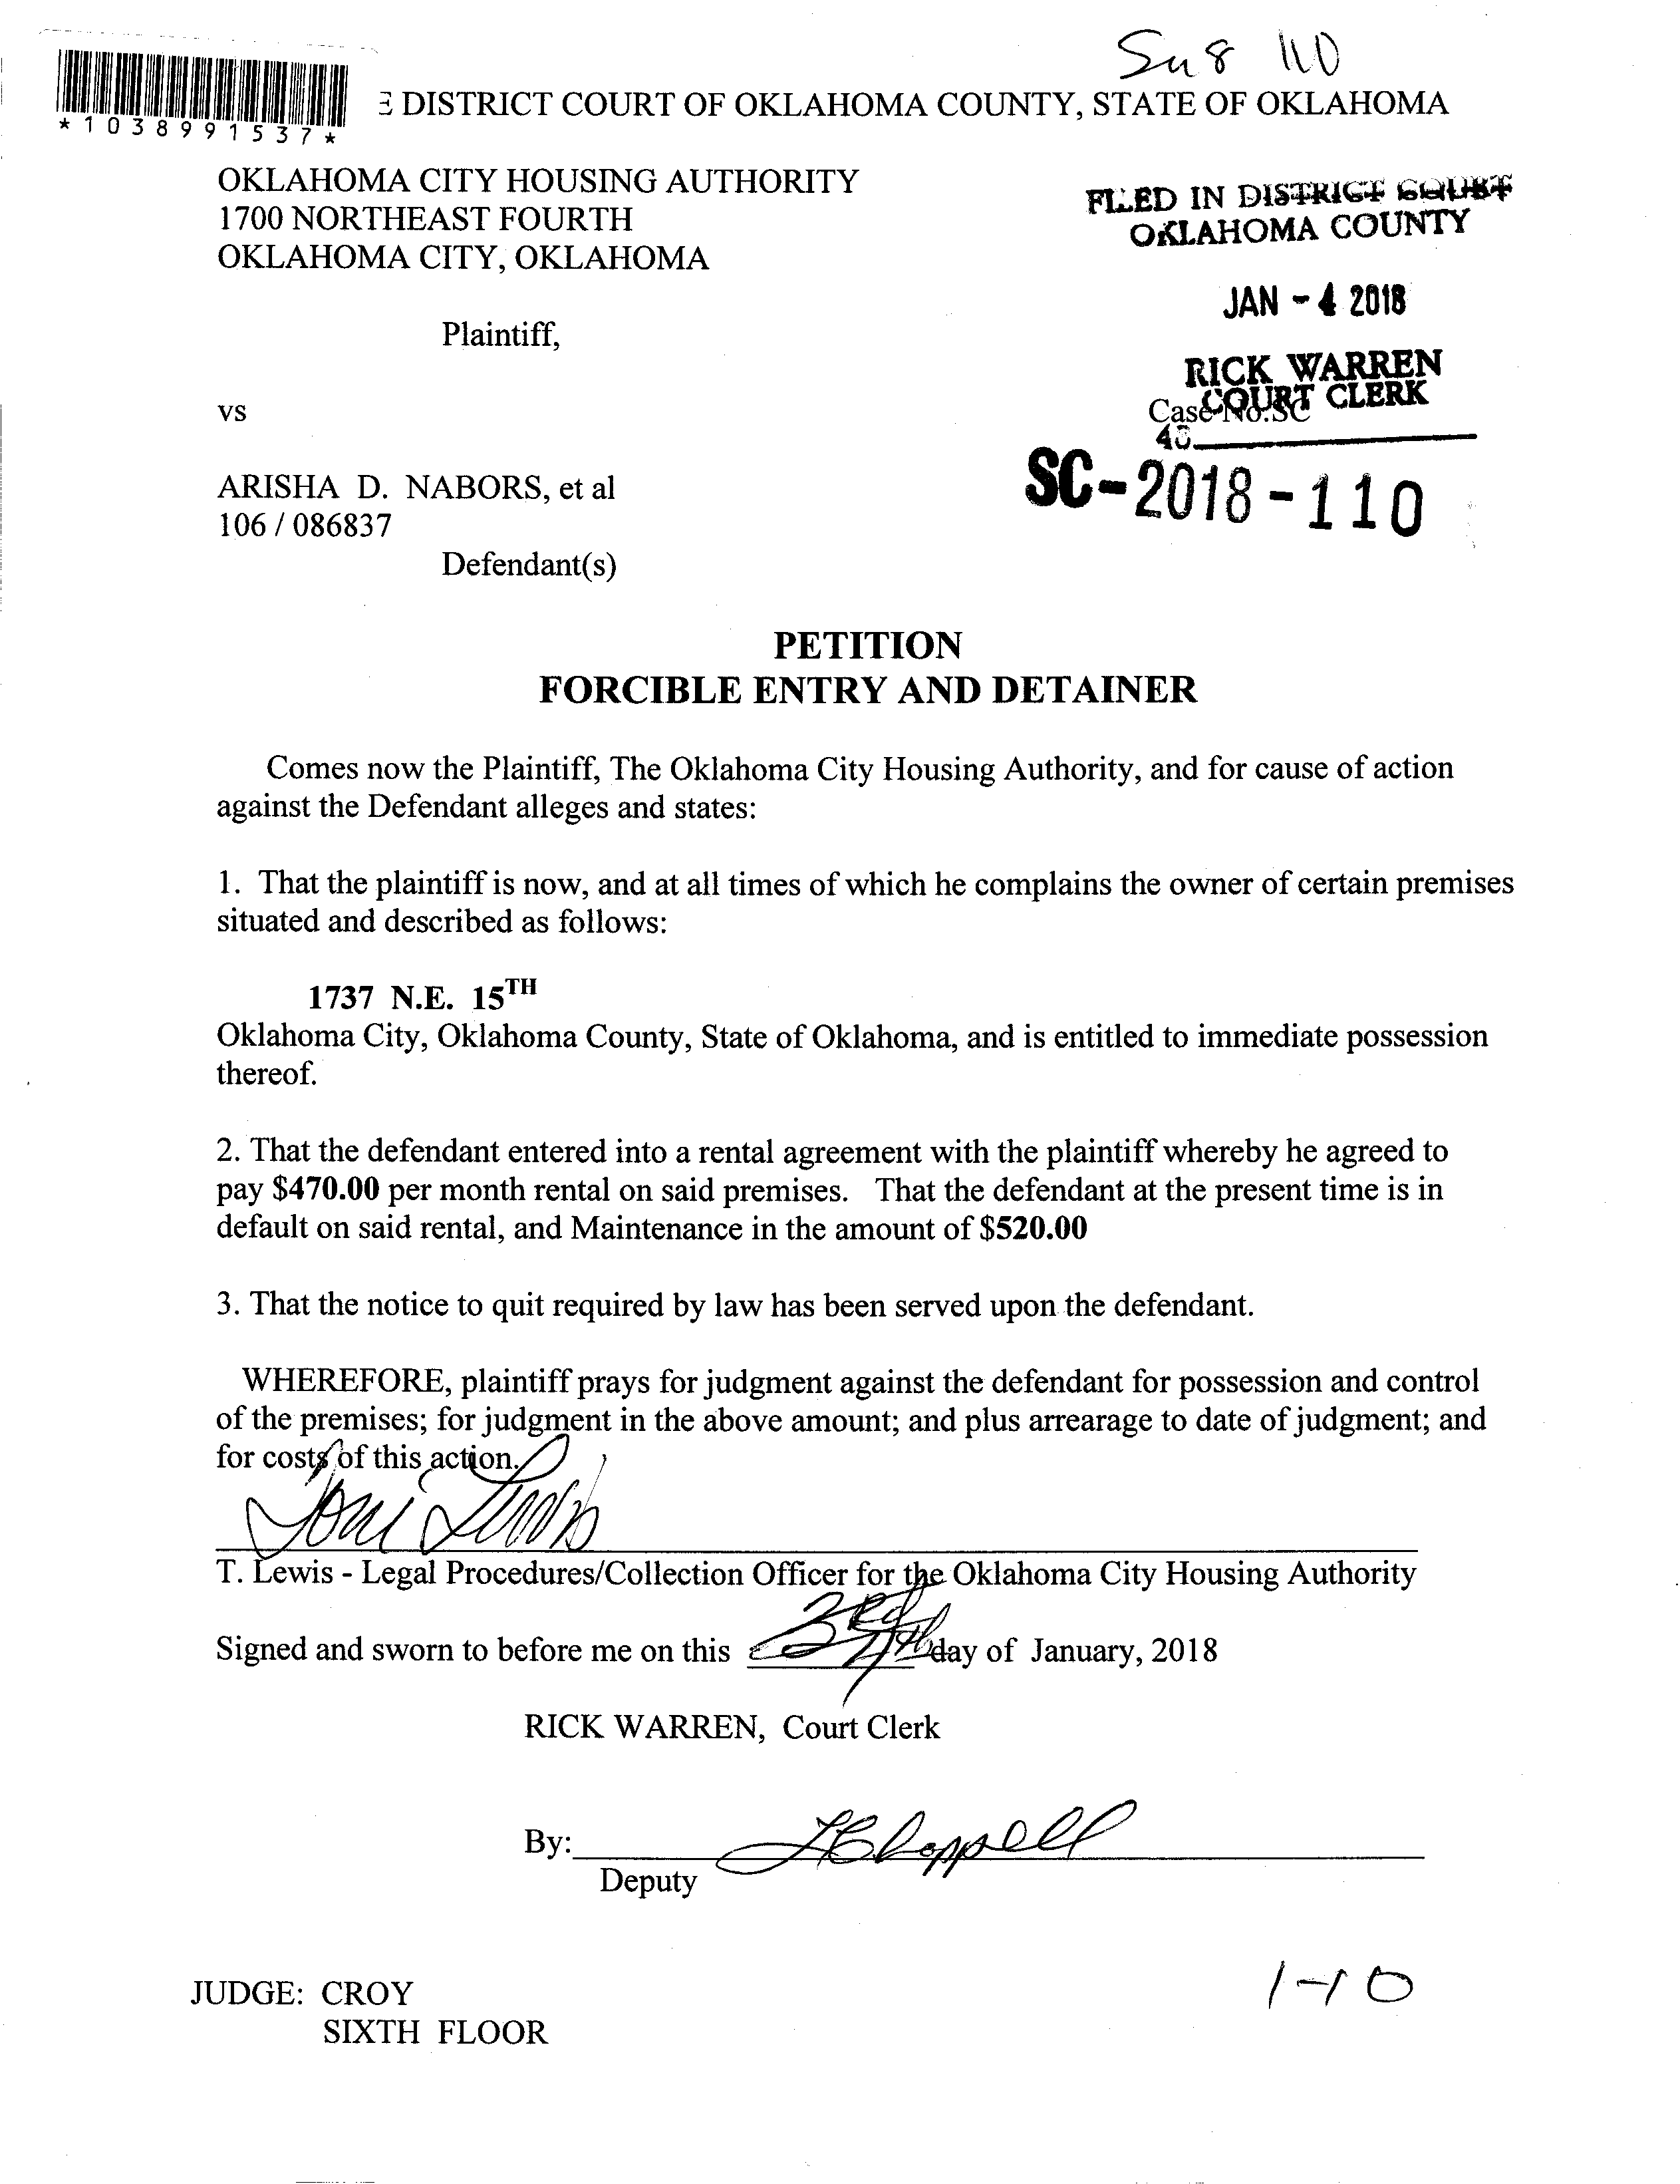 Sn 8 110
*1038991537*
E DISTRICT COURT OF OKLAHOMA COUNTY, STATE OF OKLAHOMA
OKLAHOMA CITY HOUSING AUTHORITY
1700 NORTHEAST FOURTH
OKLAHOMA CITY, OKLAHOMA
FILED IN DISTRICT COURT
OKLAHOMA COUNTY
JAN - 4 2018
Plaintiff,
RICK WARREN
COURT CLERK
vs
Case No. SC
SC-2018-110
ARISHA D. NABORS, et al
106 / 086837
Defendant(s)
PETITION
FORCIBLE ENTRY AND DETAINER
Comes now the Plaintiff, The Oklahoma City Housing Authority, and for cause of action
against the Defendant alleges and states:
1. That the plaintiff is now, and at all times of which he complains the owner of certain premises
situated and described as follows:
1737 N.E. 15TH
Oklahoma City, Oklahoma County, State of Oklahoma, and is entitled to immediate possession
thereof.
2. That the defendant entered into a rental agreement with the plaintiff whereby he agreed to
pay $470.00 per month rental on said premises. That the defendant at the present time is in
default on said rental, and Maintenance in the amount of $520.00
3. That the notice to quit required by law has been served upon the defendant.
WHEREFORE, plaintiff prays for judgment against the defendant for possession and control
of the premises; for judgment in the above amount; and plus arrearage to date of judgment; and
for costs of this action.
Toni Lewis
T. Lewis - Legal Procedures/Collection Officer for the Oklahoma City Housing Authority
Signed and sworn to before me on this day of January, 2018
RICK WARREN, Court Clerk
By: Chappell
Deputy
JUDGE: CROY
SIXTH FLOOR
1-10